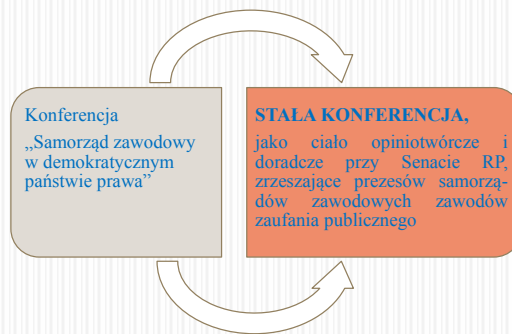 Konferencja
„Samorząd zawodowy
w demokratycznym
państwie prawa”
STAŁA KONFERENCJA,
jako ciało opiniotwórcze i
doradcze przy Senacie RP,
zrzeszające prezesów samorzą-
dów zawodowych zawodów
zaufania publicznego